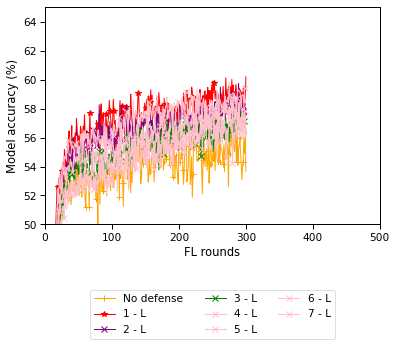 64
62
60
58
56
54
52
50
Model accuracy (%)
0 100 200 300 400 500
FL rounds
No defense 3 - L 6 - L
1 - L 4 - L 7 - L
2 - L 5 - L